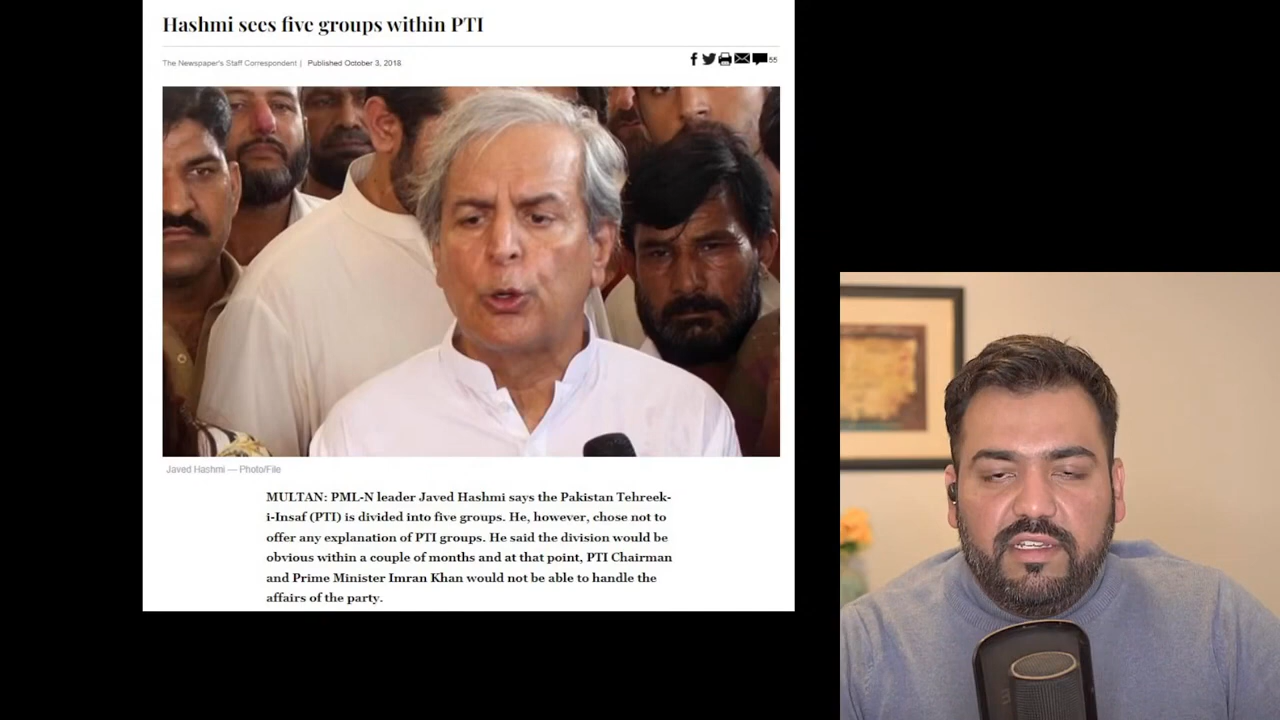 Hashmi sees five groups within PTI
The Newspaper's Staff Correspondent | Published October 3, 2018
55
Javed Hashmi — Photo/File
MULTAN: PML-N leader Javed Hashmi says the Pakistan Tehreek-
i-Insaf (PTI) is divided into five groups. He, however, chose not to
offer any explanation of PTI groups. He said the division would be
obvious within a couple of months and at that point, PTI Chairman
and Prime Minister Imran Khan would not be able to handle the
affairs of the party.